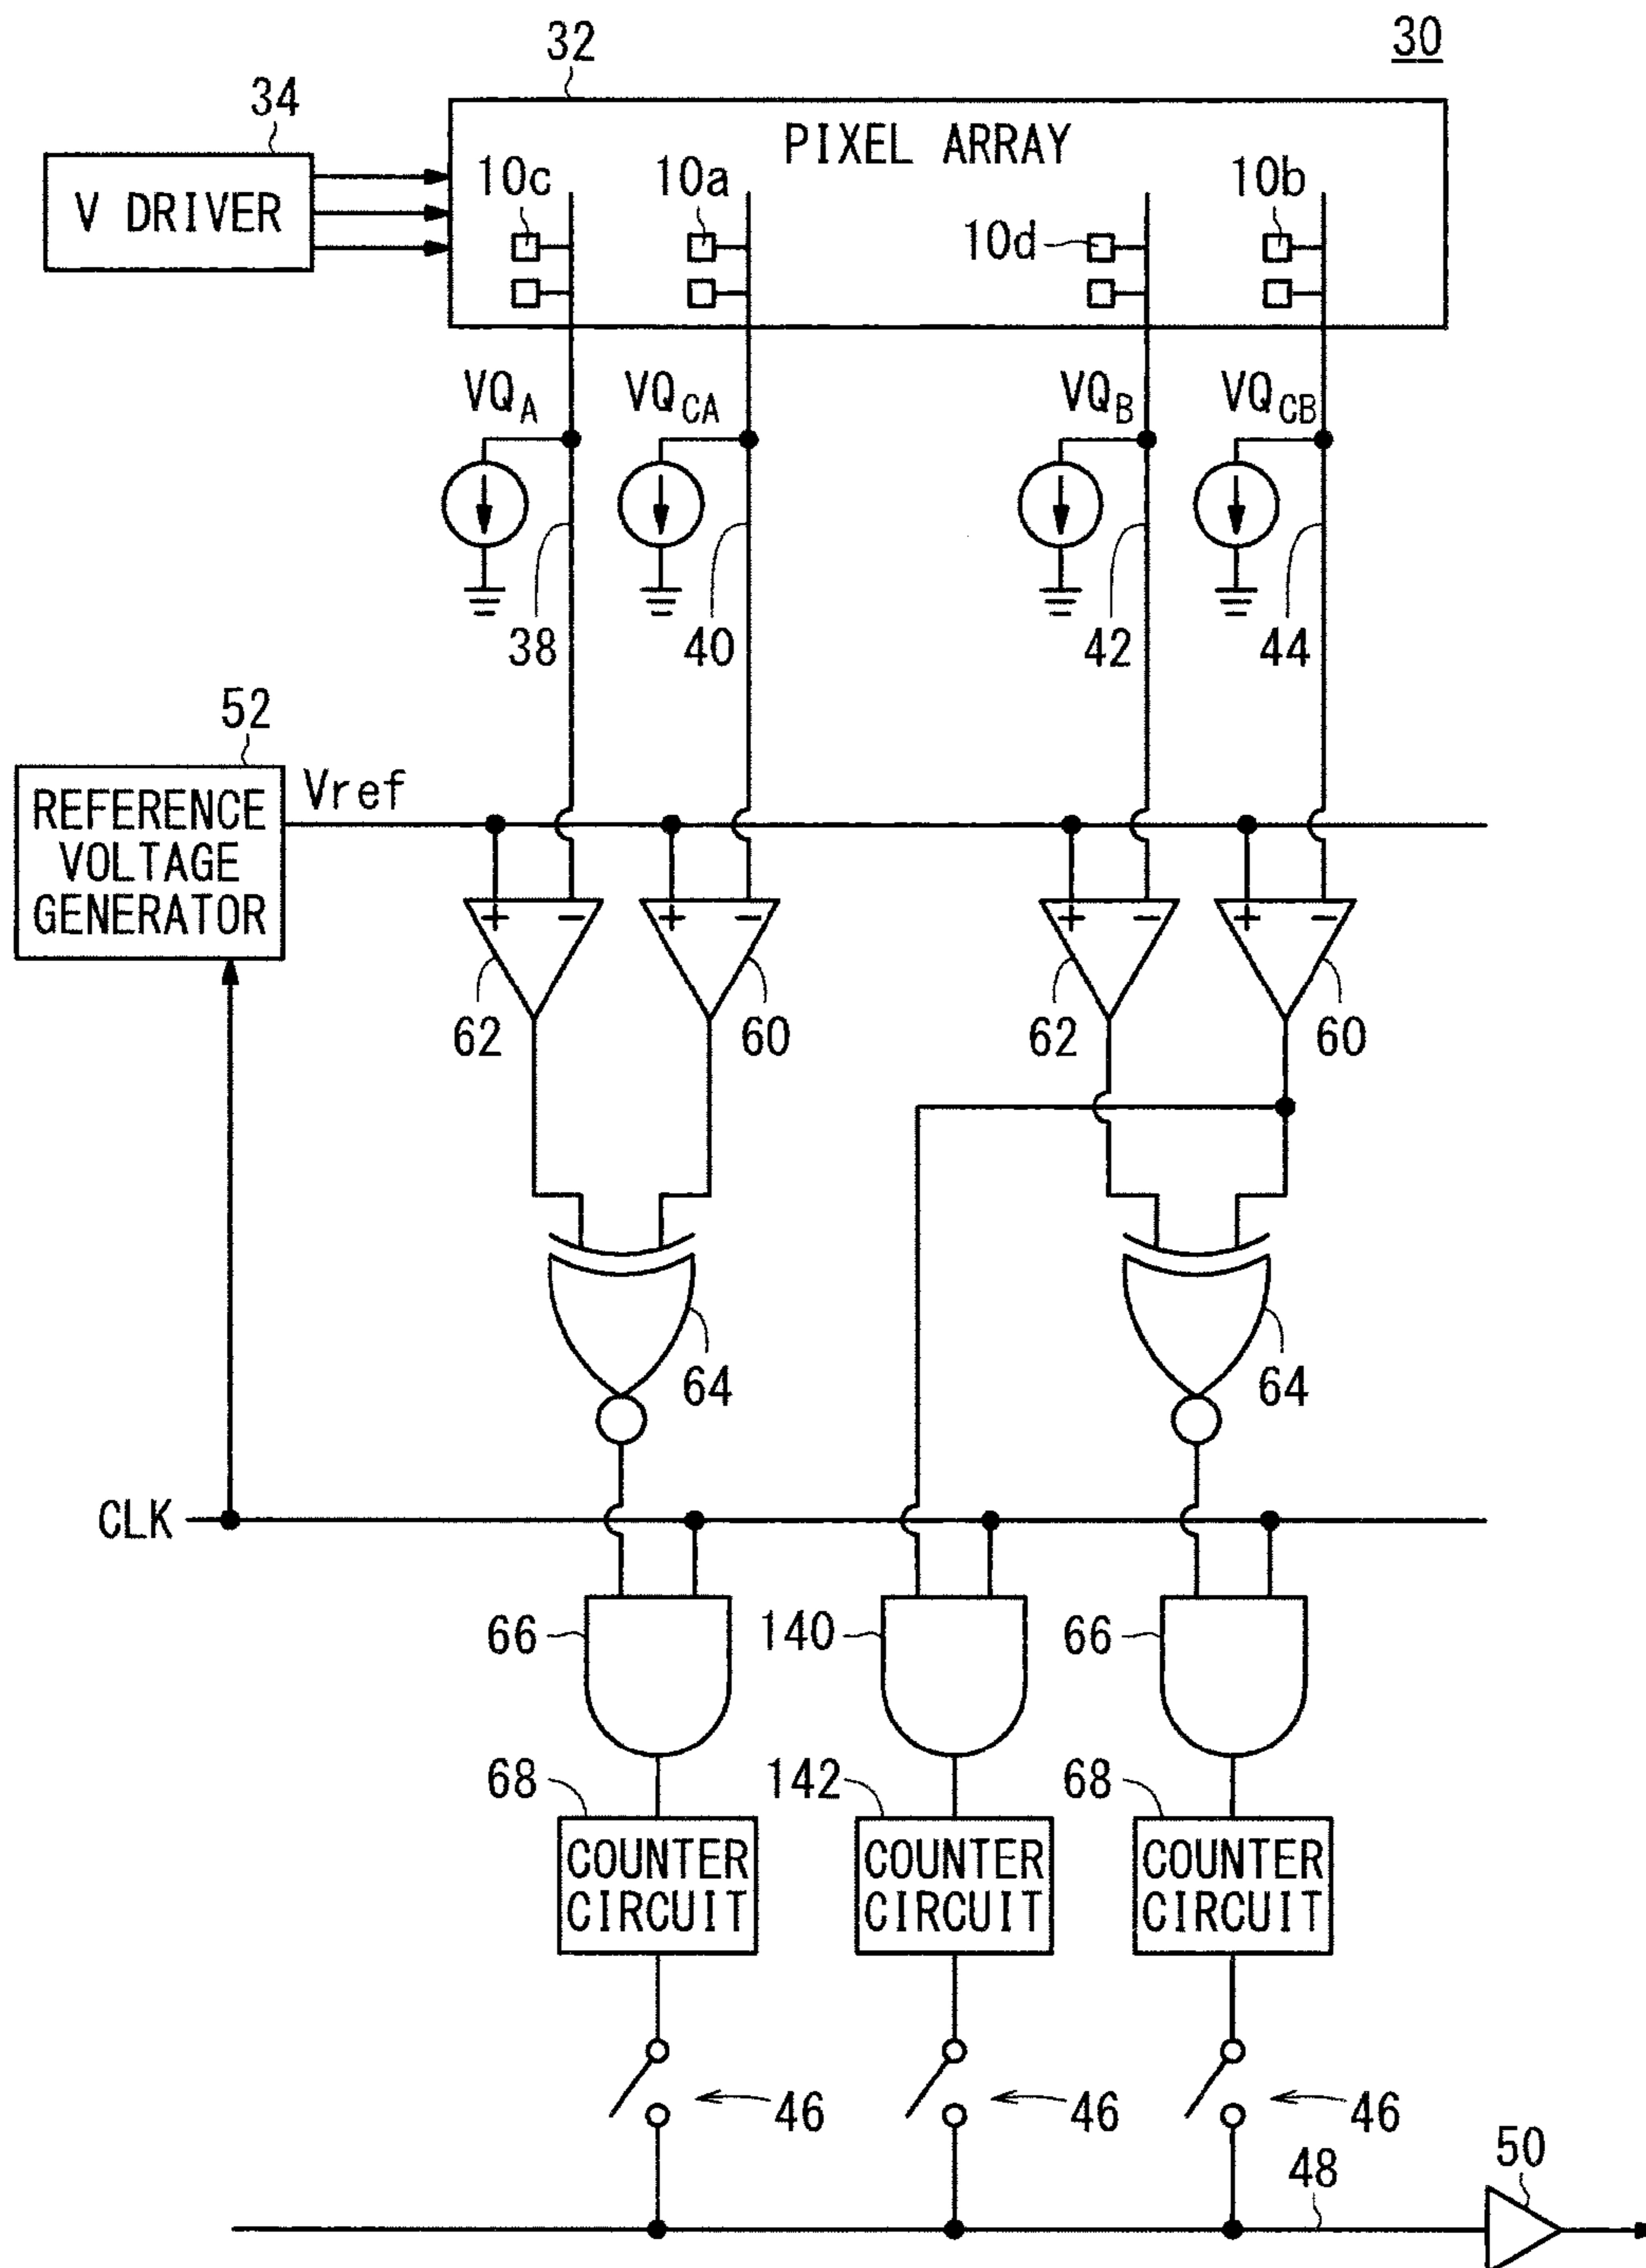 30
32
34
PIXEL ARRAY
V DRIVER
10c 10a 10d 10b
VQA VQCA VQB VQCB
38 40 42 44
52
Vref
REFERENCE
VOLTAGE
GENERATOR
+ − + − + − + −
62 60 62 60
64 64
CLK
66 140 66
68 142 68
COUNTER CIRCUIT
COUNTER CIRCUIT
COUNTER CIRCUIT
46 46 46
48
50